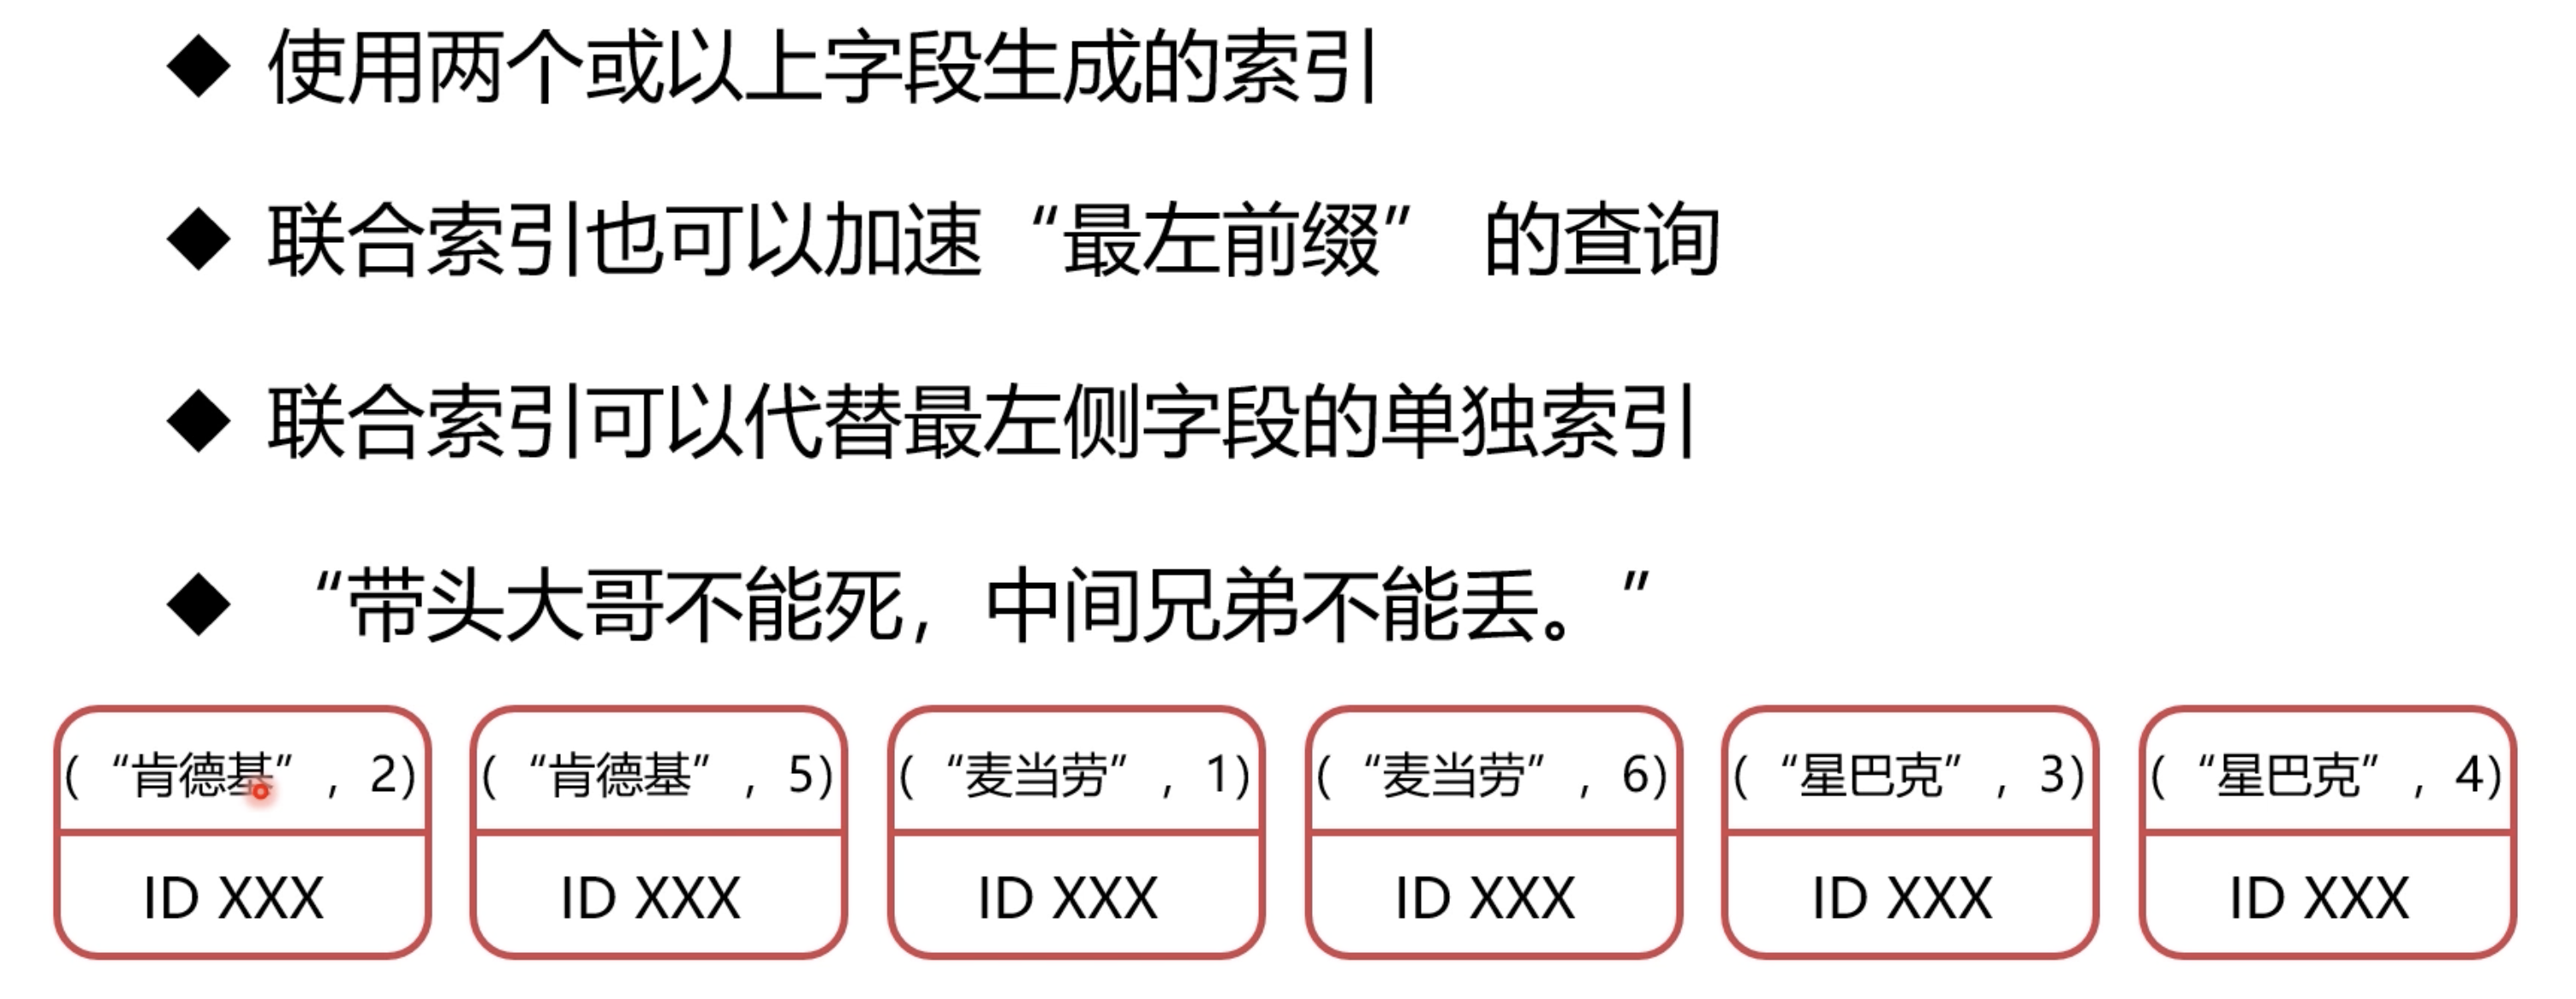 ◆ 使用两个或以上字段生成的索引
◆ 联合索引也可以加速“最左前缀” 的查询
◆ 联合索引可以代替最左侧字段的单独索引
◆ “带头大哥不能死，中间兄弟不能丢。”
(“肯德基”, 2) (“肯德基”, 5) (“麦当劳”, 1) (“麦当劳”, 6) (“星巴克”, 3) (“星巴克”, 4)
ID XXX ID XXX ID XXX ID XXX ID XXX ID XXX